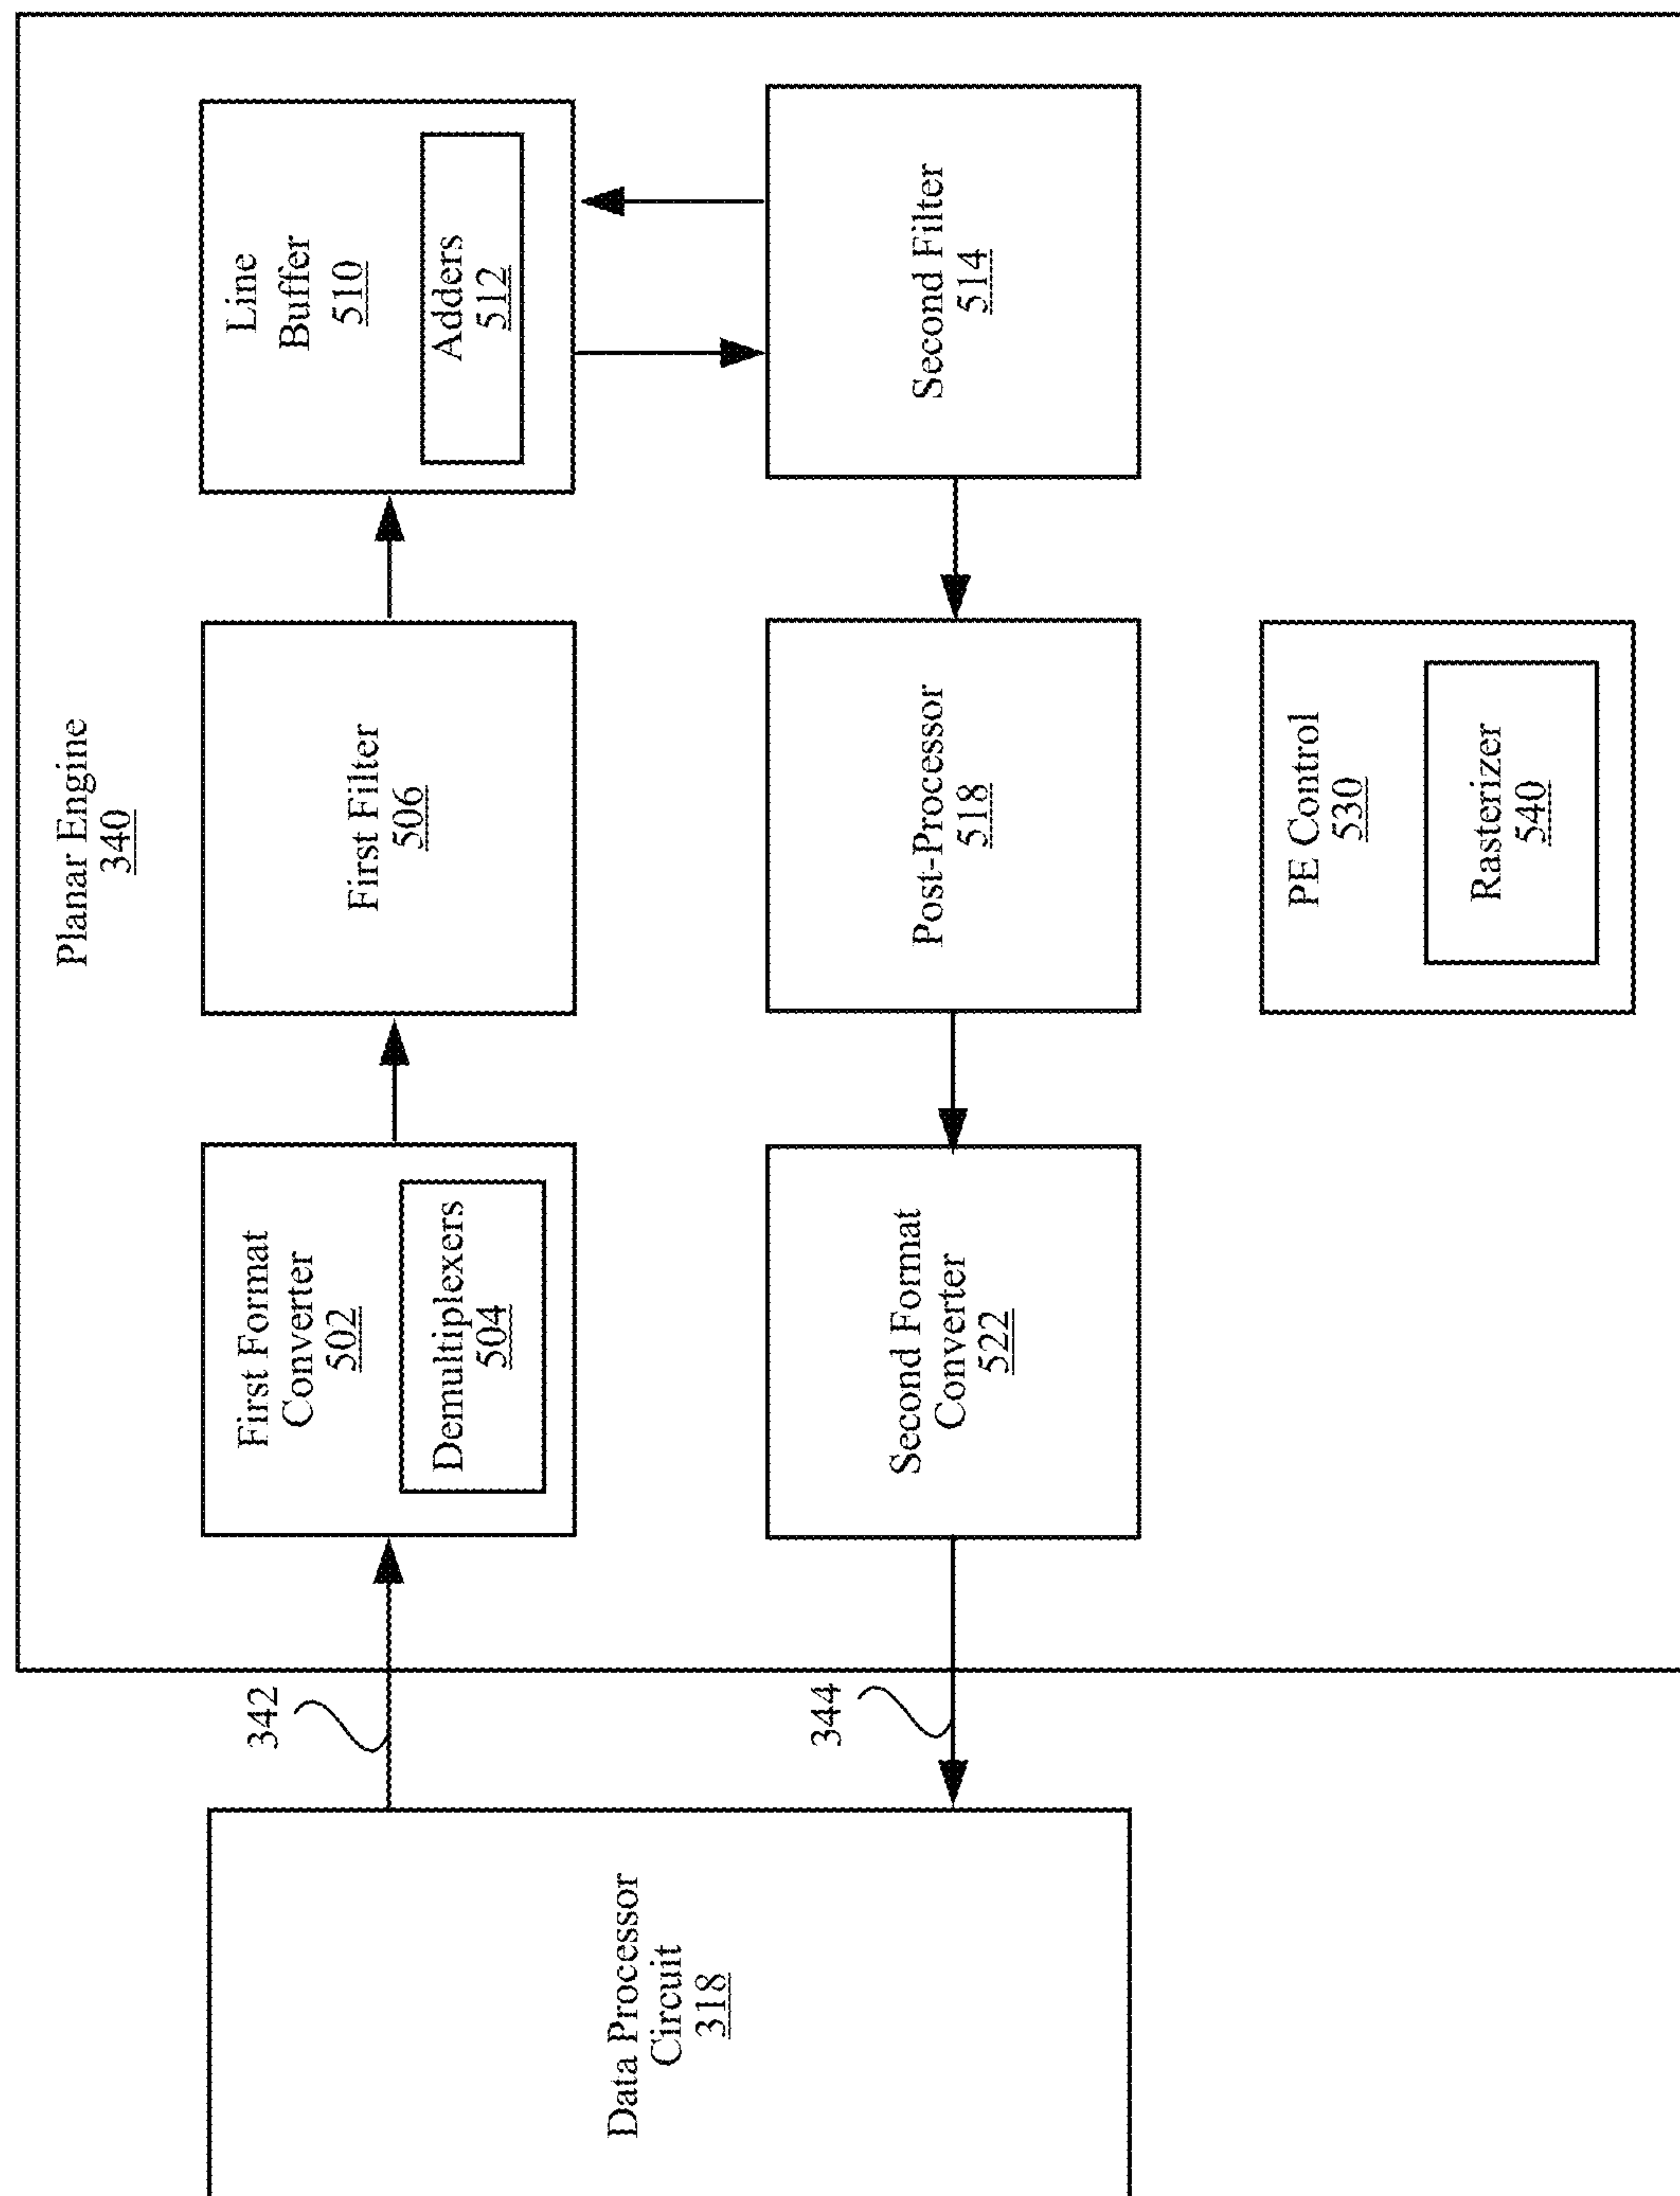 Planar Engine
340
Data Processor
Circuit
318
342
344
First Format
Converter
502
Demultiplexers
504
First Filter
506
Line
Buffer
510
Adders
512
Second Format
Converter
522
Post-Processor
518
Second Filter
514
PE Control
530
Rasterizer
540